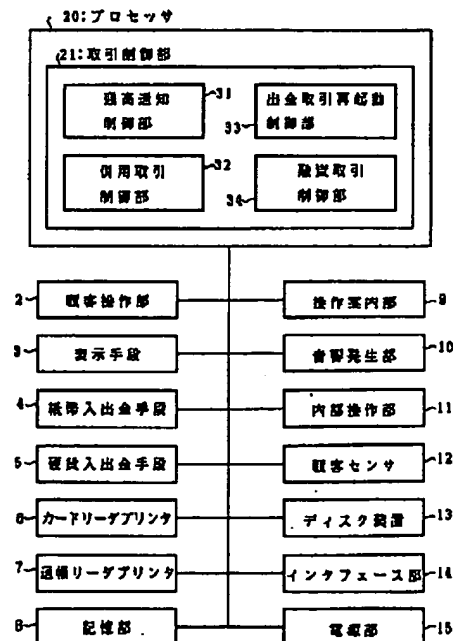 20:プロセッサ
21:取引制御部
残高通知
制御部
31
出金取引再起動
制御部
33
併用取引
制御部
32
融資取引
制御部
34
2
顧客操作部
操作案内部
9
3
表示手段
音響発生部
10
4
紙幣入出金手段
内部操作部
11
5
硬貨入出金手段
顧客センサ
12
6
カードリーダプリンタ
ディスク装置
13
7
通帳リーダプリンタ
インタフェース部
14
8
記憶部
電源部
15